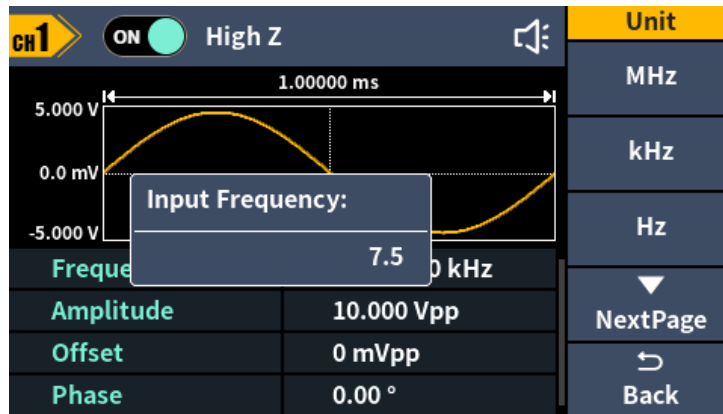 CH1 ON High Z
Unit
1.00000 ms
MHz
5.000 V
kHz
0.0 mV
Input Frequency:
-5.000 V
Hz
7.5
Freque 0 kHz
Amplitude 10.000 Vpp
NextPage
Offset 0 mVpp
Phase 0.00 °
Back